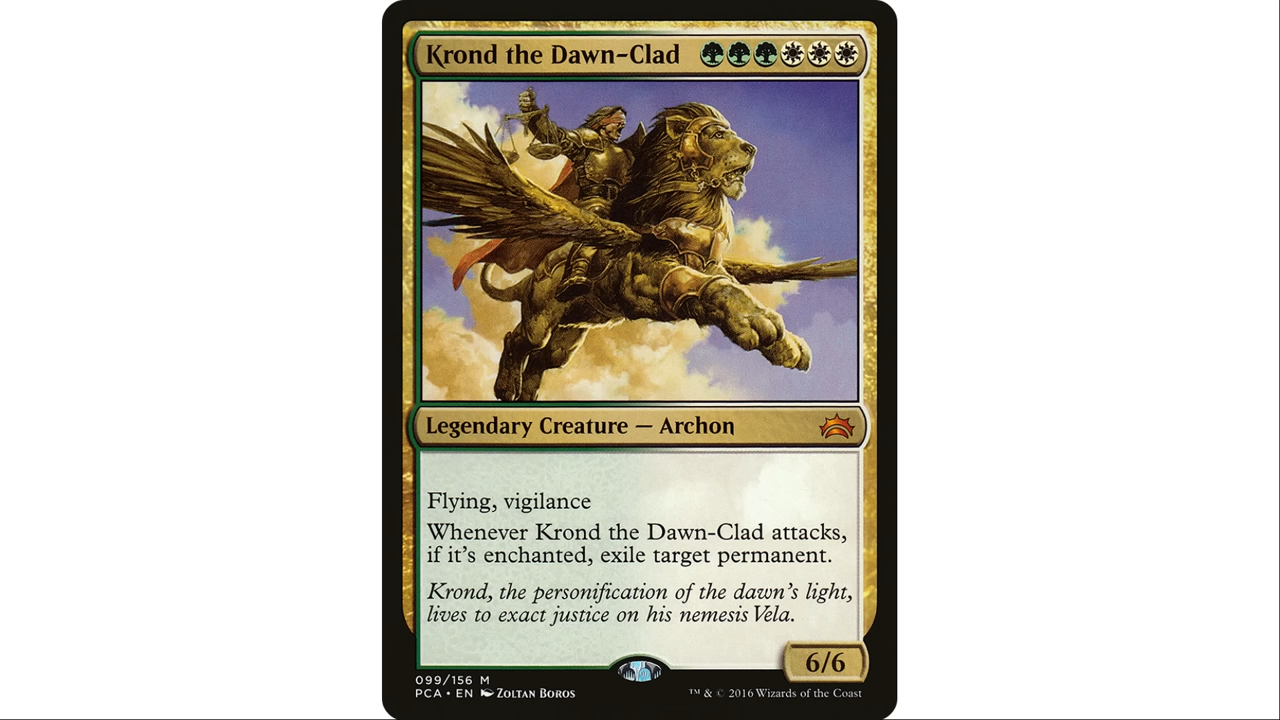 Krond the Dawn-Clad
Legendary Creature — Archon
Flying, vigilance
Whenever Krond the Dawn-Clad attacks,
if it's enchanted, exile target permanent.
Krond, the personification of the dawn's light,
lives to exact justice on his nemesis Vela.
6/6
099/156 M
PCA • EN Zoltan Boros
™ & © 2016 Wizards of the Coast